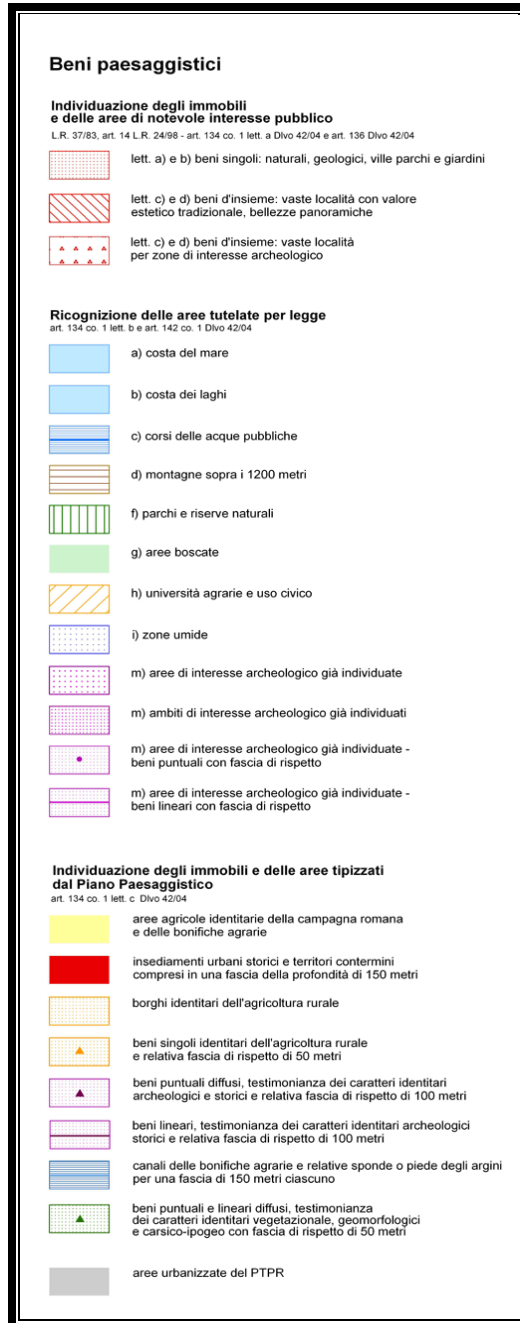 Beni paesaggistici
Individuazione degli immobili
e delle aree di notevole interesse pubblico
L.R. 37/83, art. 14 L.R. 24/98 - art. 134 co. 1 lett. a Dlvo 42/04 e art. 136 Dlvo 42/04
lett. a) e b) beni singoli: naturali, geologici, ville parchi e giardini
lett. c) e d) beni d'insieme: vaste località con valore
estetico tradizionale, bellezze panoramiche
lett. c) e d) beni d'insieme: vaste località
per zone di interesse archeologico
Ricognizione delle aree tutelate per legge
art. 134 co. 1 lett. b e art. 142 co. 1 Dlvo 42/04
a) costa del mare
b) costa dei laghi
c) corsi delle acque pubbliche
d) montagne sopra i 1200 metri
f) parchi e riserve naturali
g) aree boscate
h) università agrarie e uso civico
i) zone umide
m) aree di interesse archeologico già individuate
m) ambiti di interesse archeologico già individuati
m) aree di interesse archeologico già individuate -
beni puntuali con fascia di rispetto
m) aree di interesse archeologico già individuate -
beni lineari con fascia di rispetto
Individuazione degli immobili e delle aree tipizzati
dal Piano Paesaggistico
art. 134 co. 1 lett. c Dlvo 42/04
aree agricole identitarie della campagna romana
e delle bonifiche agrarie
insediamenti urbani storici e territori contermini
compresi in una fascia della profondità di 150 metri
borghi identitari dell'agricoltura rurale
beni singoli identitari dell'agricoltura rurale
e relativa fascia di rispetto di 50 metri
beni puntuali diffusi, testimonianza dei caratteri identitari
archeologici e storici e relativa fascia di rispetto di 100 metri
beni lineari, testimonianza dei caratteri identitari archeologici
storici e relativa fascia di rispetto di 100 metri
canali delle bonifiche agrarie e relative sponde o piede degli argini
per una fascia di 150 metri ciascuno
beni puntuali e lineari diffusi, testimonianza
dei caratteri identitari vegetazionale, geomorfologici
e carsico-ipogeo con fascia di rispetto di 50 metri
aree urbanizzate del PTPR